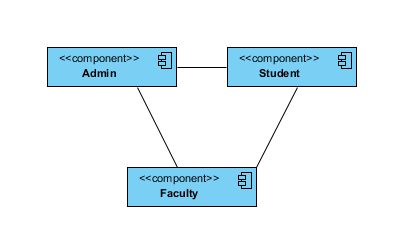 <<component>>
Admin
<<component>>
Student
<<component>>
Faculty